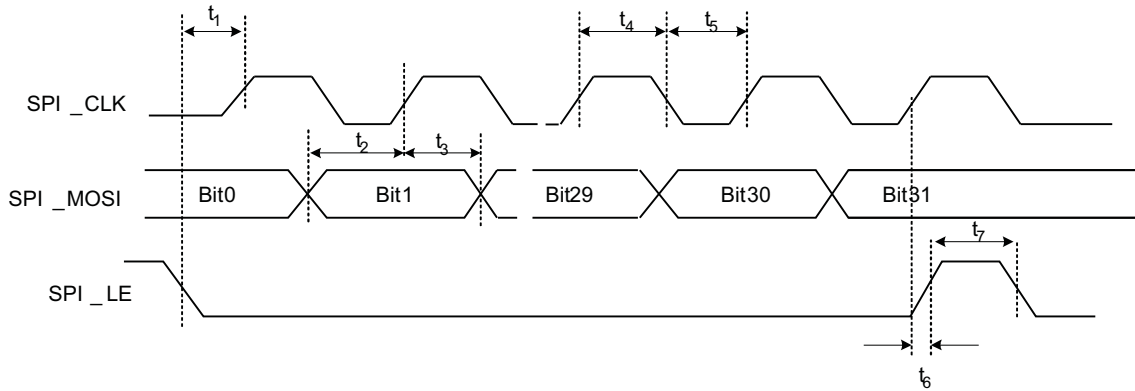 t1 t4 t5
SPI _CLK
t2 t3
SPI _MOSI Bit0 Bit1 Bit29 Bit30 Bit31
t7
SPI _LE
t6